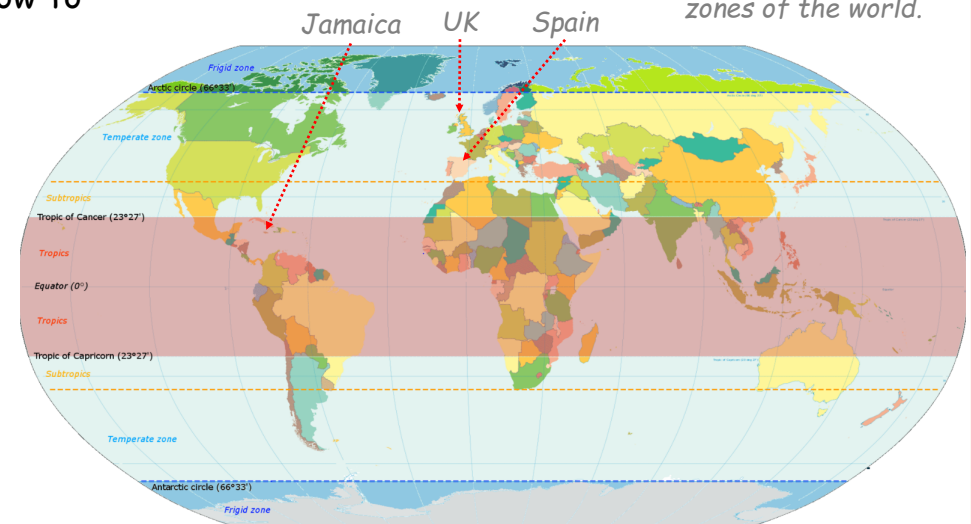 zones of the world.
Jamaica
UK
Spain
Frigid zone
Arctic circle (66°33')
Temperate zone
Subtropics
Tropic of Cancer (23°27')
Tropics
Equator (0°)
Tropics
Tropic of Capricorn (23°27')
Subtropics
Temperate zone
Antarctic circle (66°33')
Frigid zone